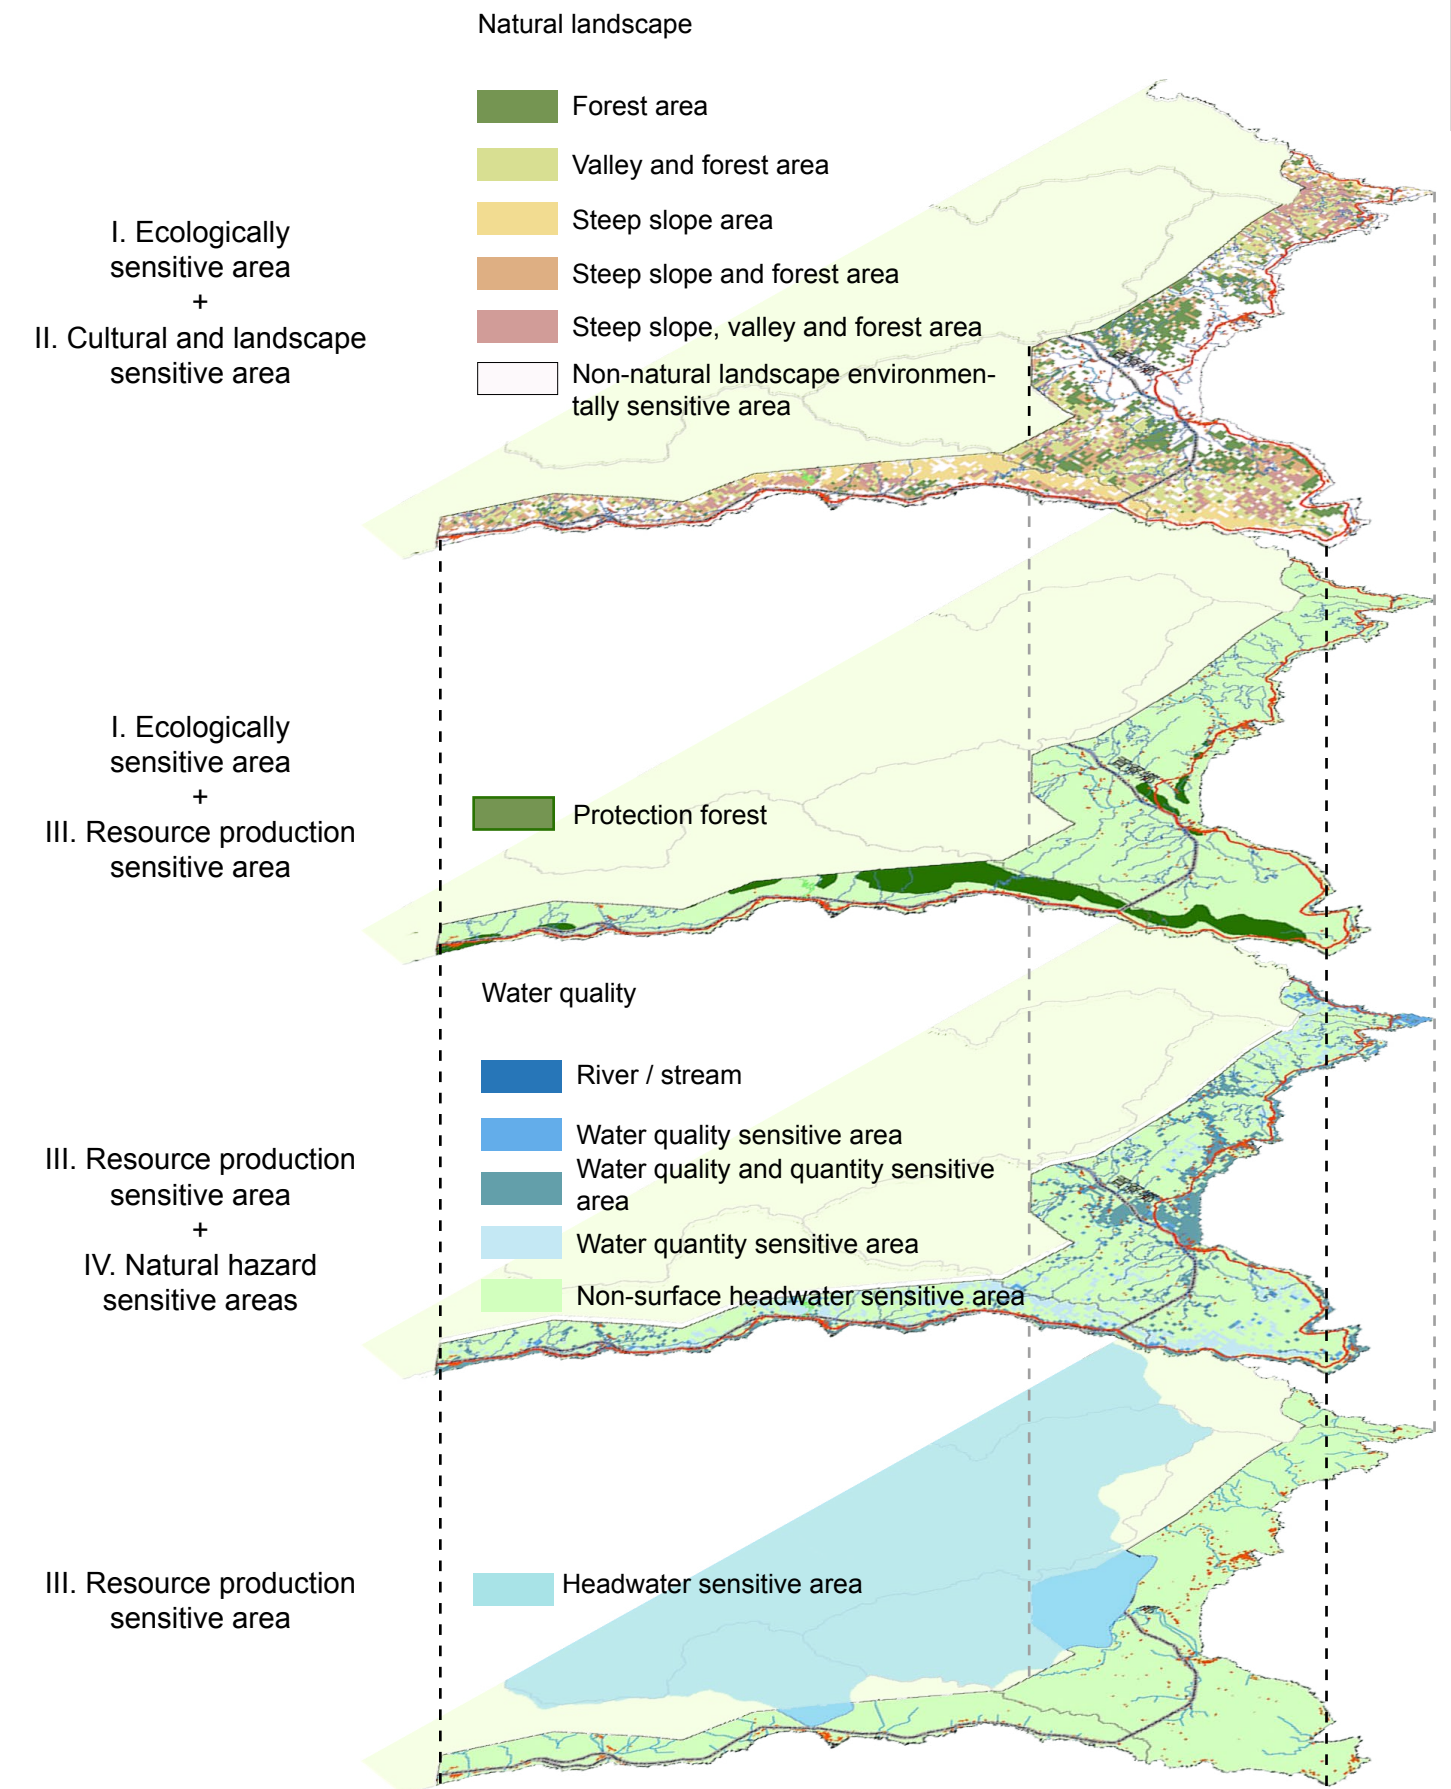 Natural landscape
Forest area
Valley and forest area
Steep slope area
Steep slope and forest area
Steep slope, valley and forest area
Non-natural landscape environmen-
tally sensitive area
I. Ecologically
sensitive area
+
II. Cultural and landscape
sensitive area
I. Ecologically
sensitive area
+
III. Resource production
sensitive area
Protection forest
Water quality
River / stream
Water quality sensitive area
Water quality and quantity sensitive
area
Water quantity sensitive area
Non-surface headwater sensitive area
III. Resource production
sensitive area
+
IV. Natural hazard
sensitive areas
III. Resource production
sensitive area
Headwater sensitive area